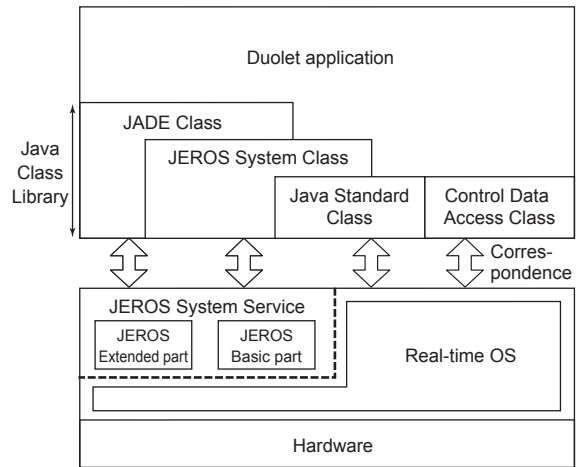 Duolet application
JADE Class
JEROS System Class
Java
Class
Library
Java Standard
Class
Control Data
Access Class
Corres-
pondence
JEROS System Service
JEROS
Extended part
JEROS
Basic part
Real-time OS
Hardware